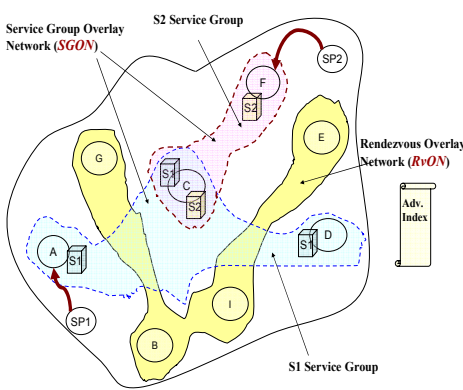 S2 Service Group
Service Group Overlay
Network (SGON)
SP2
F
S2
E
G
Rendezvous Overlay
Network (RvON)
S1
C
S2
Adv.
Index
A
S1
S1
D
I
SP1
B
S1 Service Group